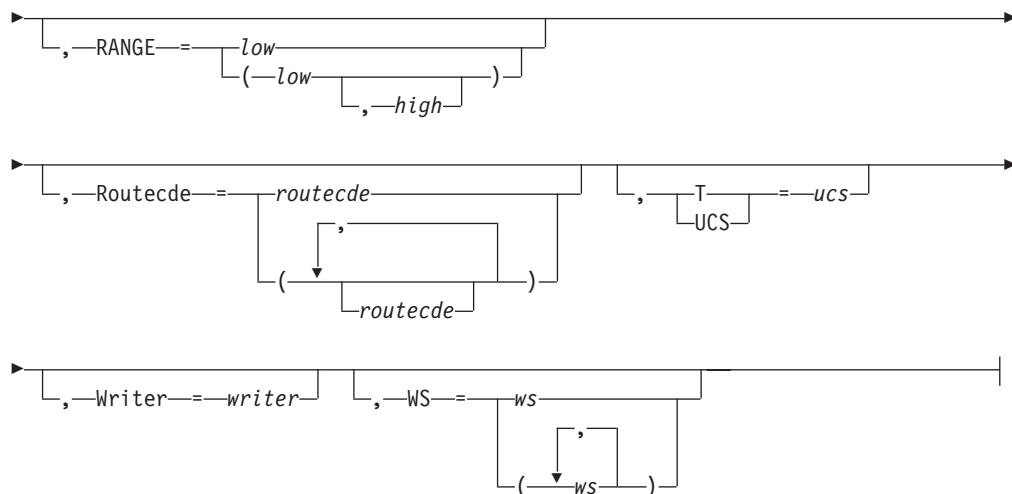 , RANGE = low
( low )
, high
, Routecde = routecde , T = ucs
, UCS
( )
routecde
, Writer = writer , WS = ws
,
( ws )